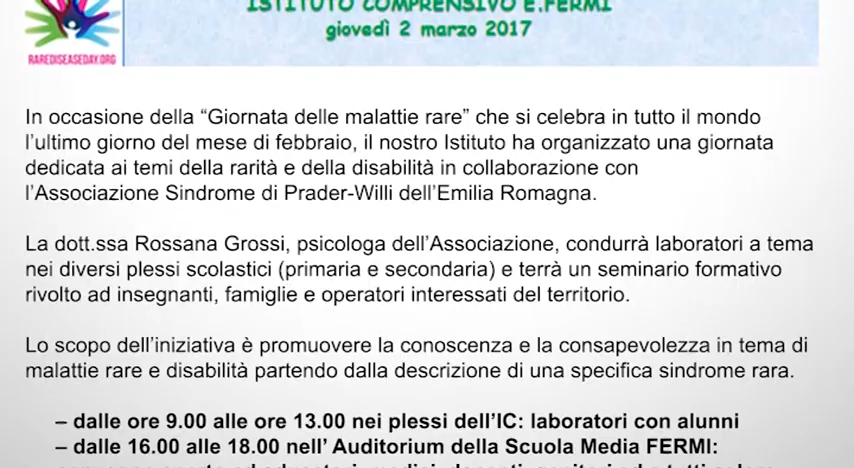 ISTITUTO COMPRENSIVO E.FERMI
giovedì 2 marzo 2017
RAREDISEASEDAY.ORG
In occasione della “Giornata delle malattie rare” che si celebra in tutto il mondo
l’ultimo giorno del mese di febbraio, il nostro Istituto ha organizzato una giornata
dedicata ai temi della rarità e della disabilità in collaborazione con
l’Associazione Sindrome di Prader-Willi dell’Emilia Romagna.
La dott.ssa Rossana Grossi, psicologa dell’Associazione, condurrà laboratori a tema
nei diversi plessi scolastici (primaria e secondaria) e terrà un seminario formativo
rivolto ad insegnanti, famiglie e operatori interessati del territorio.
Lo scopo dell’iniziativa è promuovere la conoscenza e la consapevolezza in tema di
malattie rare e disabilità partendo dalla descrizione di una specifica sindrome rara.
– dalle ore 9.00 alle ore 13.00 nei plessi dell’IC: laboratori con alunni
– dalle 16.00 alle 18.00 nell’ Auditorium della Scuola Media FERMI: